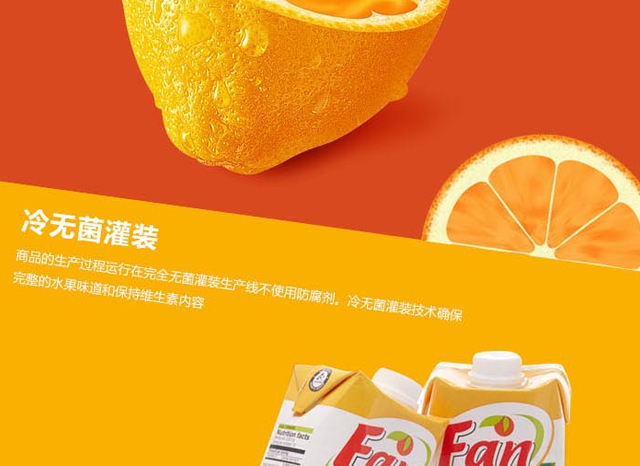 冷无菌灌装
商品的生产过程运行在完全无菌灌装生产线不使用防腐剂。冷无菌灌装技术确保
完整的水果味道和保持维生素内容
Nutrition facts
Fan
Fan